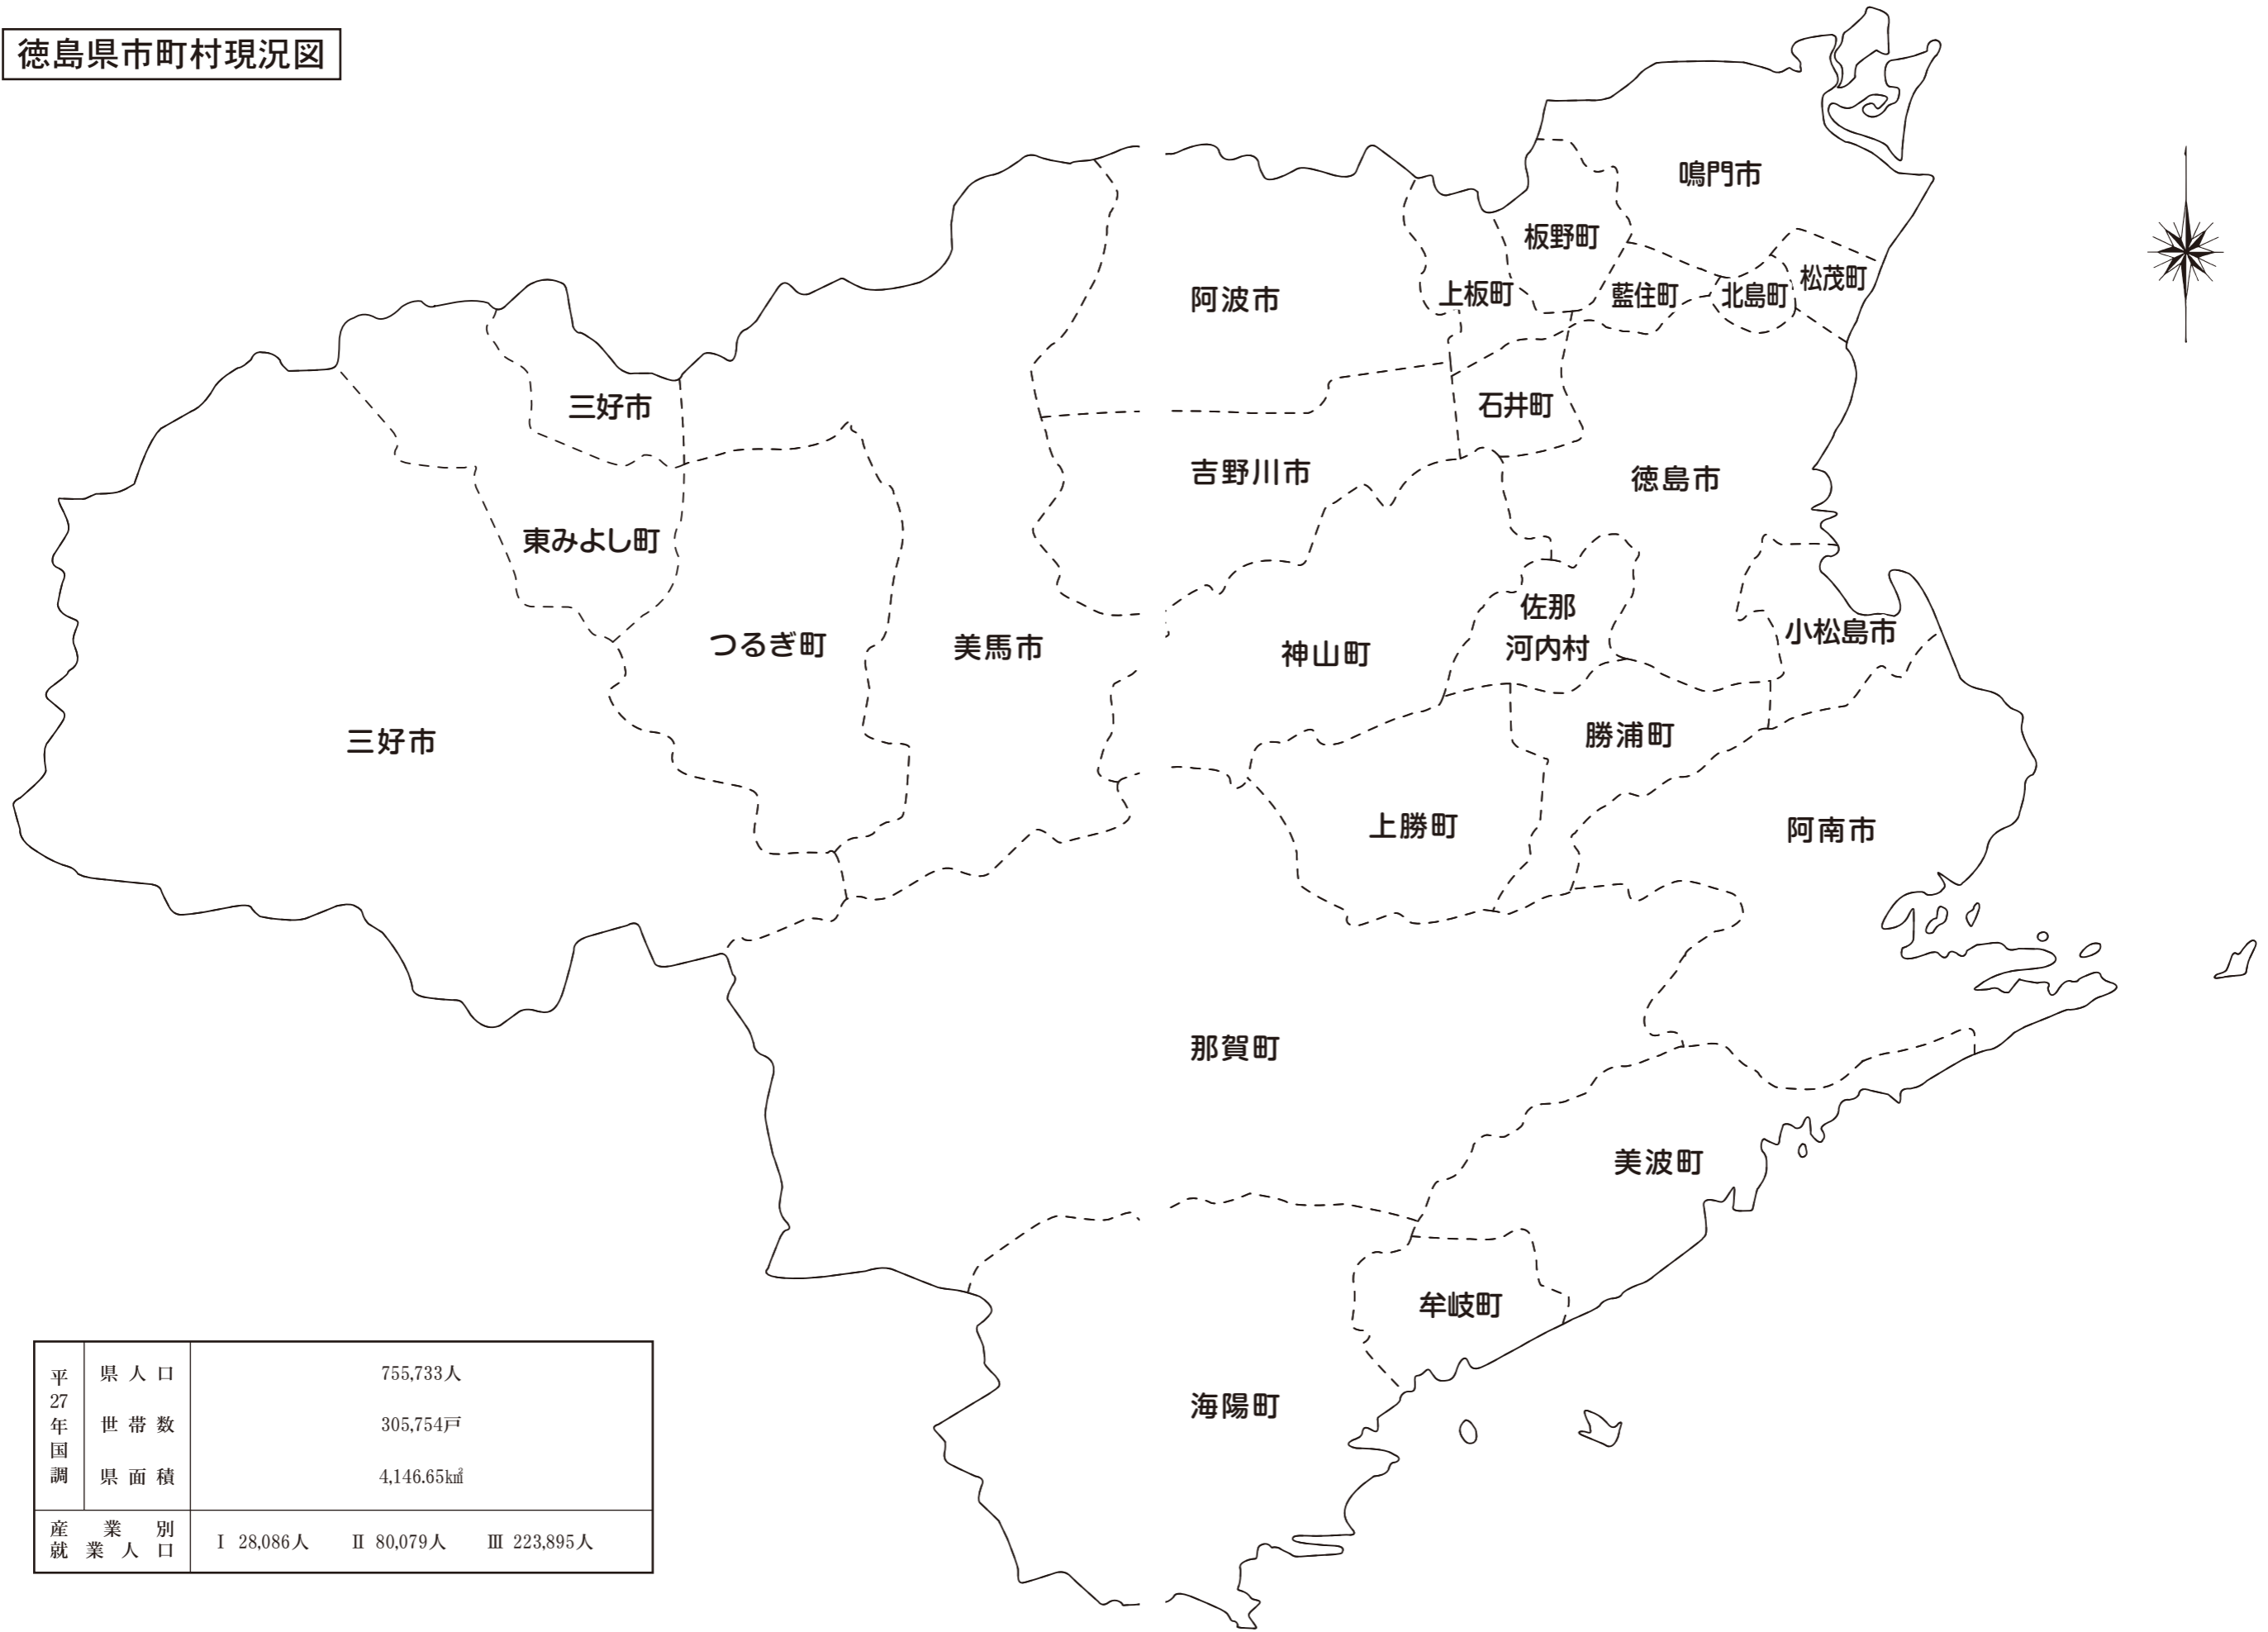 徳島県市町村現況図
鳴門市
板野町
松茂町
上板町
藍住町
北島町
阿波市
三好市
石井町
吉野川市
徳島市
東みよし町
佐那
河内村
小松島市
つるぎ町
美馬市
神山町
三好市
勝浦町
上勝町
阿南市
那賀町
美波町
牟岐町
海陽町
平27年国調
県人口 755,733人
世帯数 305,754戸
県面積 4,146.65㎢
産業別
就業人口
Ⅰ 28,086人 Ⅱ 80,079人 Ⅲ 223,895人